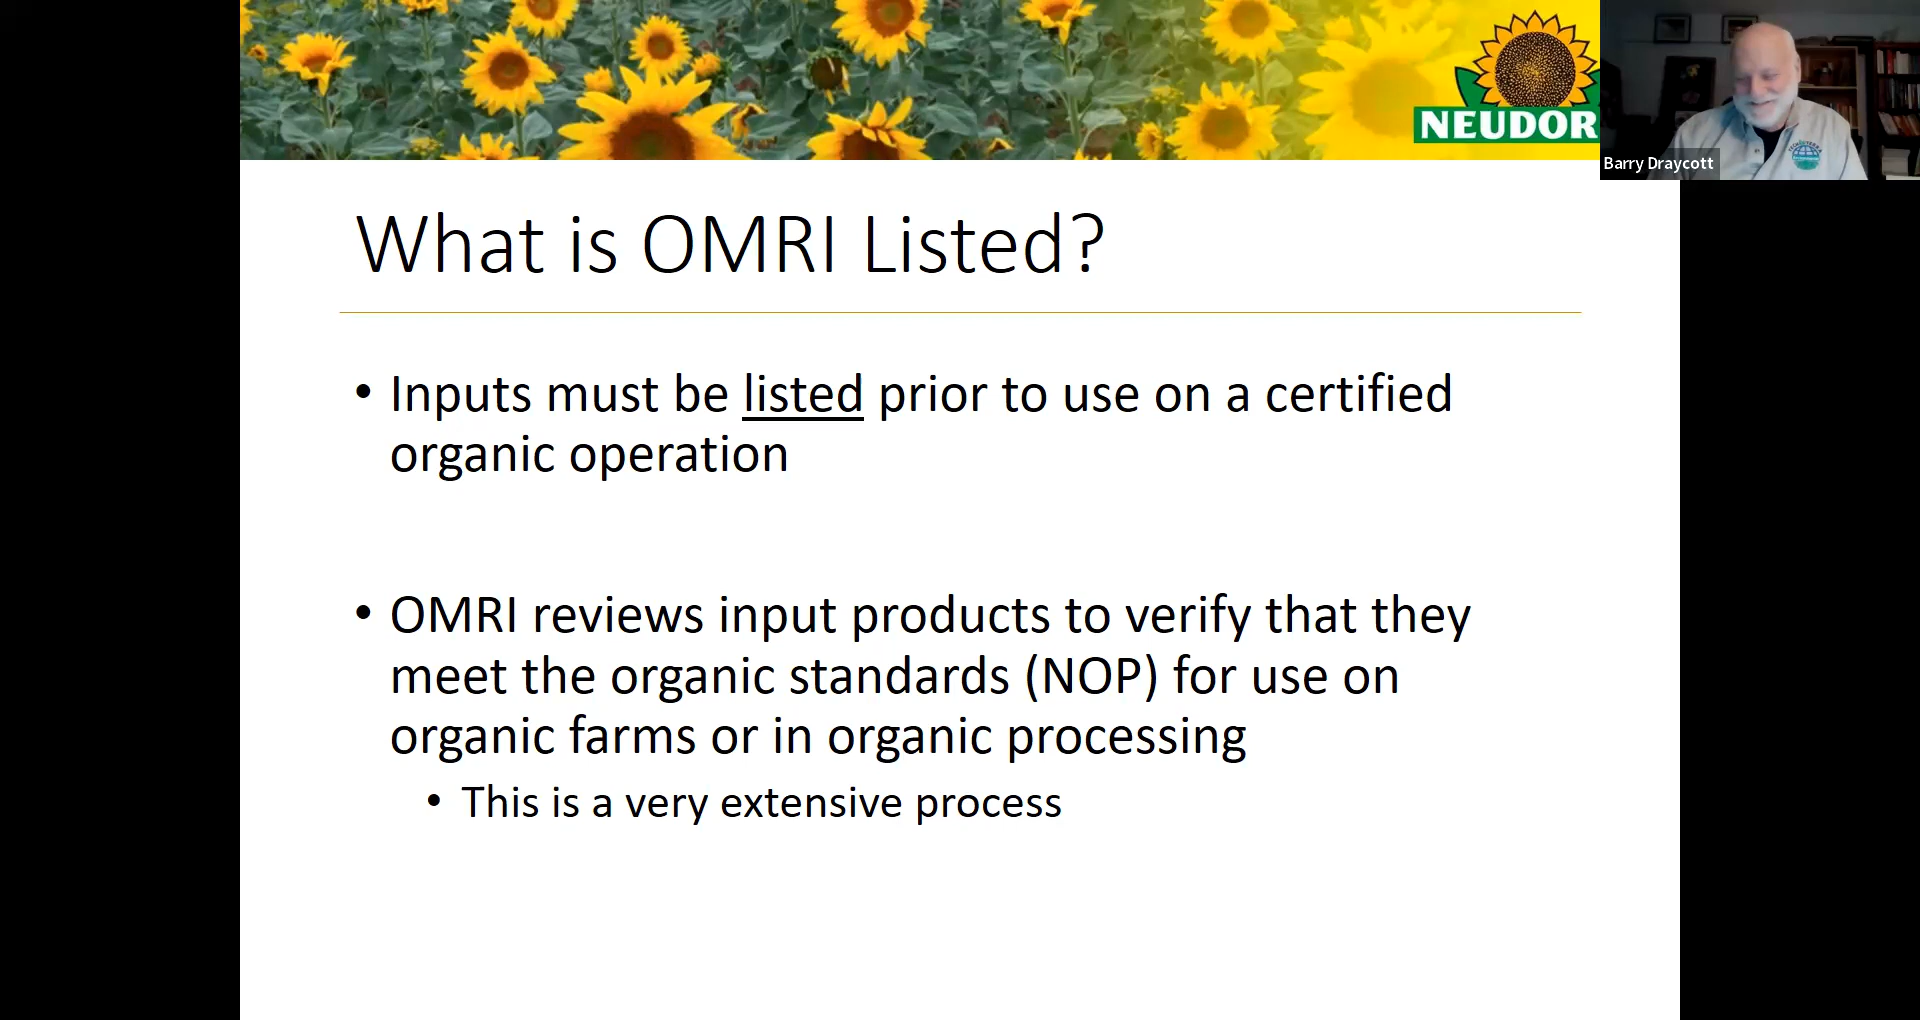 NEUDOR
Barry Draycott
What is OMRI Listed?
• Inputs must be listed prior to use on a certified
organic operation
• OMRI reviews input products to verify that they
meet the organic standards (NOP) for use on
organic farms or in organic processing
• This is a very extensive process